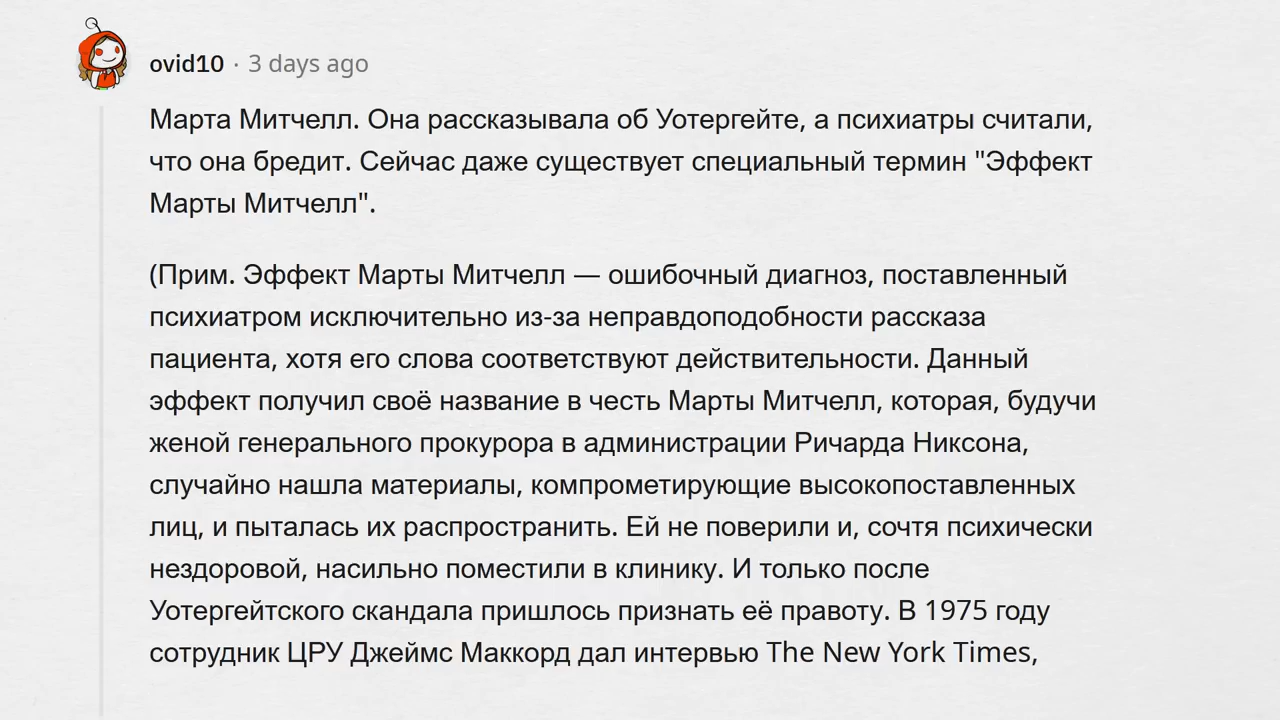 ovid10 · 3 days ago
Марта Митчелл. Она рассказывала об Уотергейте, а психиатры считали,
что она бредит. Сейчас даже существует специальный термин "Эффект
Марты Митчелл".
(Прим. Эффект Марты Митчелл — ошибочный диагноз, поставленный
психиатром исключительно из-за неправдоподобности рассказа
пациента, хотя его слова соответствуют действительности. Данный
эффект получил своё название в честь Марты Митчелл, которая, будучи
женой генерального прокурора в администрации Ричарда Никсона,
случайно нашла материалы, компрометирующие высокопоставленных
лиц, и пыталась их распространить. Ей не поверили и, сочтя психически
нездоровой, насильно поместили в клинику. И только после
Уотергейтского скандала пришлось признать её правоту. В 1975 году
сотрудник ЦРУ Джеймс Маккорд дал интервью The New York Times,